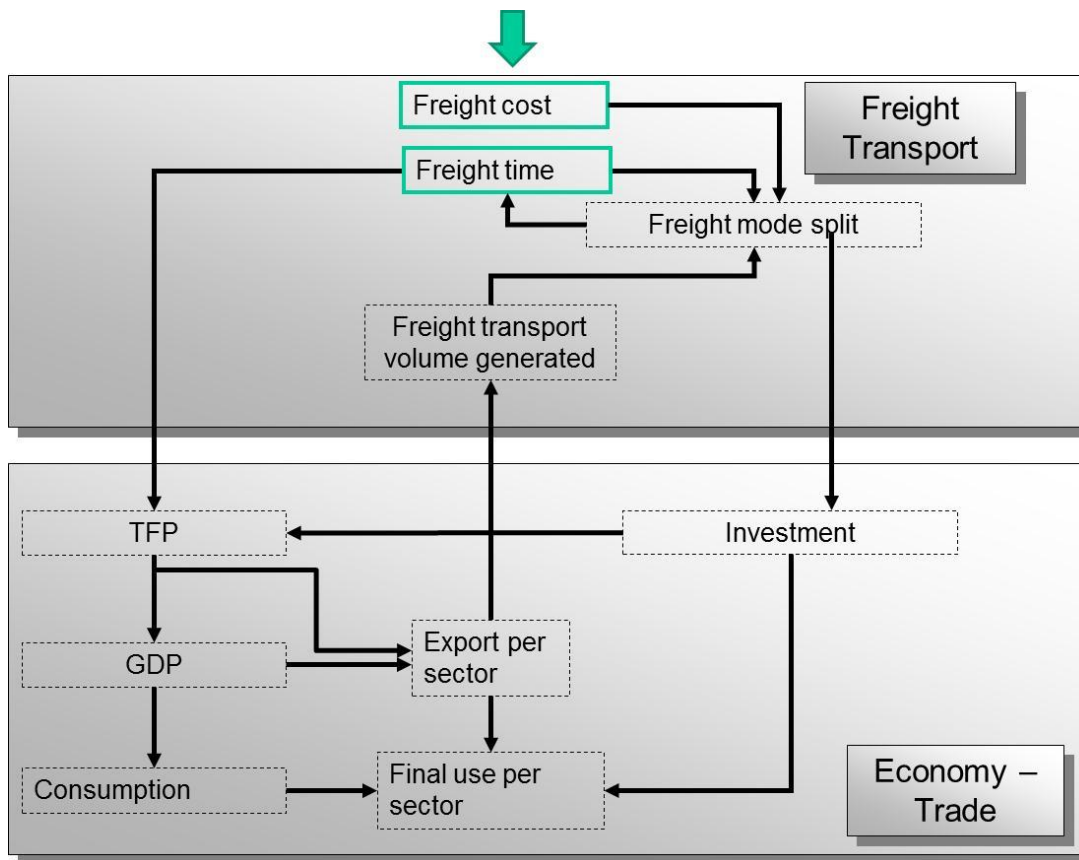 Freight cost
Freight
Transport
Freight time
Freight mode split
Freight transport
volume generated
TFP
Investment
Export per
sector
GDP
Consumption
Final use per
sector
Economy –
Trade